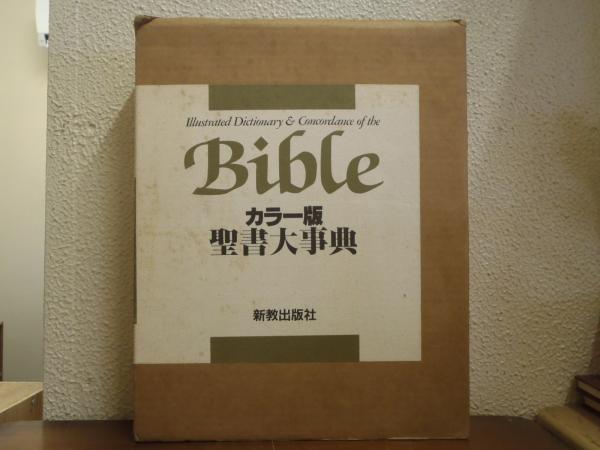 Illustrated Dictionary & Concordance of the
Bible
カラー版
聖書大事典
新教出版社